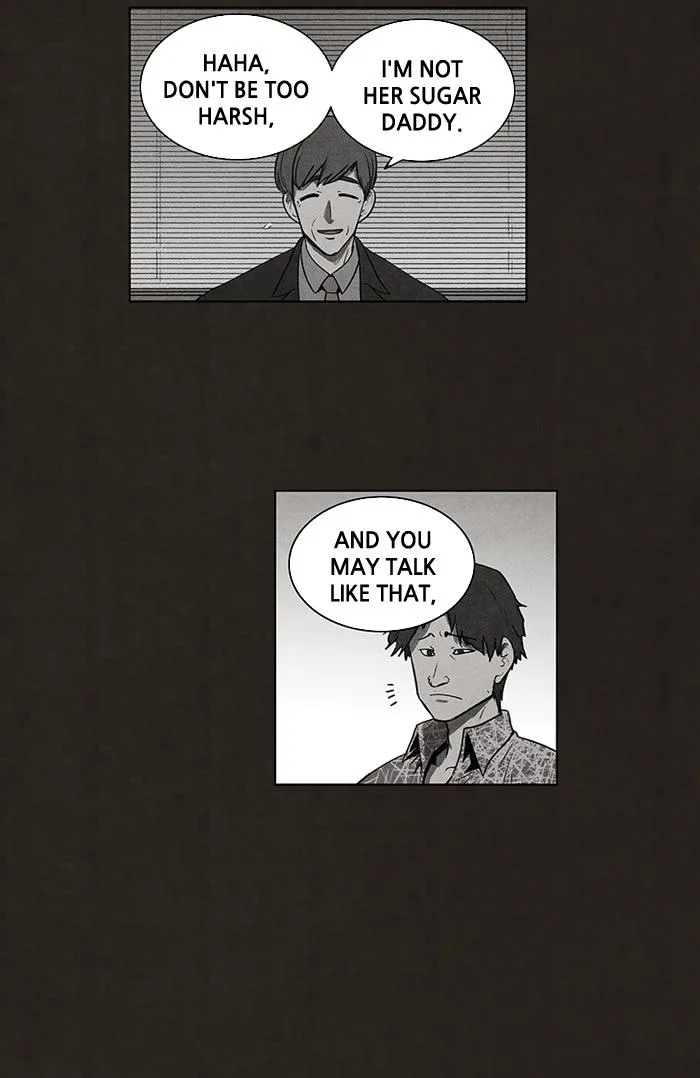 HAHA,
DON'T BE TOO
HARSH,
I'M NOT
HER SUGAR
DADDY.
AND YOU
MAY TALK
LIKE THAT,